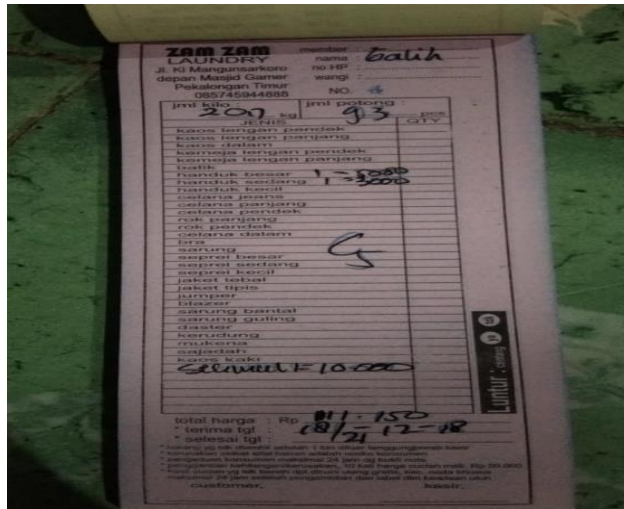 ZAM ZAM
LAUNDRY
Jl. Ki Mangunsarkoro
depan Masjid Gamer
Pekalongan Timur
085745944888
member :
nama : Galih
no HP :
wangi :
NO.
jml kilo : 20,7 kg
jml potong : 93 pcs
JENIS QTY
kaos lengan pendek
kaos lengan panjang
kaos dalam
kemeja lengan pendek
kemeja lengan panjang
batik
handuk besar 1 = 5000
handuk sedang 1 = 3000
handuk kecil
celana jeans
celana panjang
celana pendek
rok panjang
rok pendek
celana dalam
bra
sarung
seprei besar
seprei sedang
seprei kecil
jaket tebal
jaket tipis
jumper
blazer
sarung bantal
sarung guling
daster
kerudung
mukena
sajadah
kaos kaki
selimut 1 = 10.000
Luntur :
total harga : Rp 111.150
* terima tgl : 18/
* selesai tgl : 21 - 12 - 18
customer, kasir,